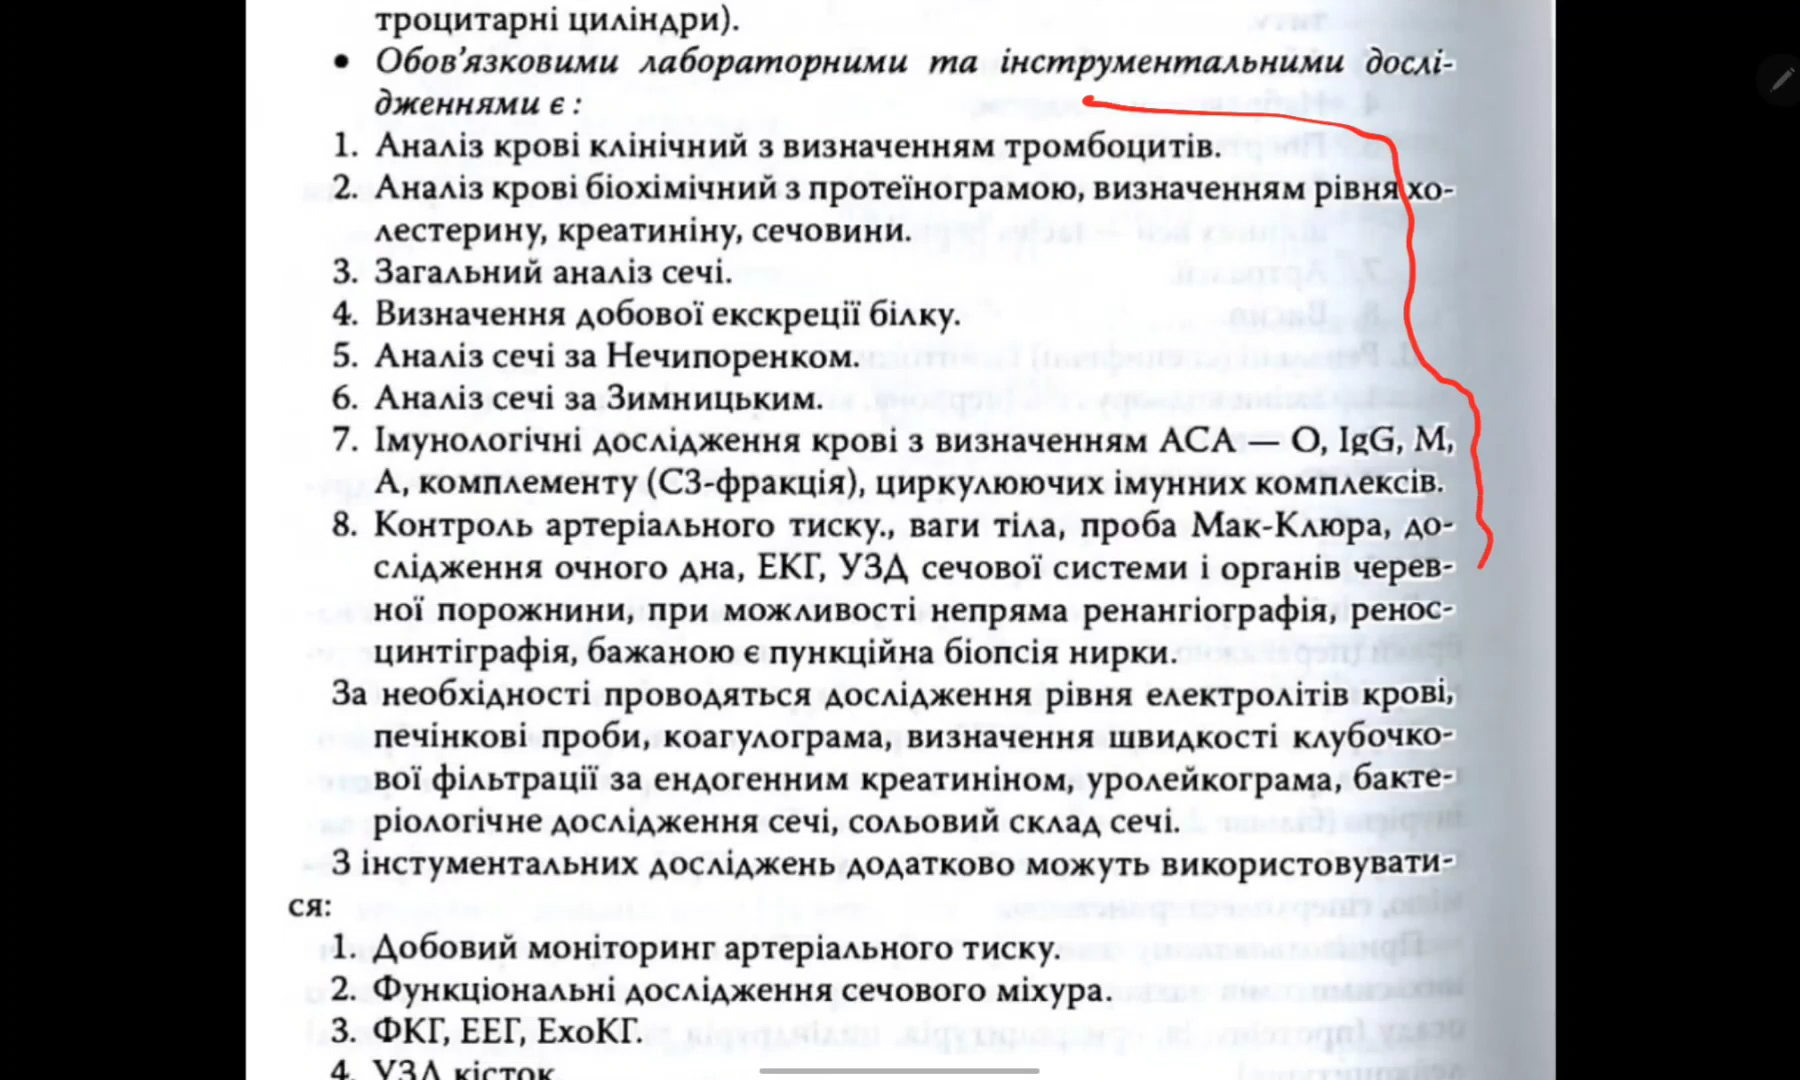 троцитарні циліндри).
• Обов'язковими лабораторними та інструментальними дослі-
дженнями є :
1. Аналіз крові клінічний з визначенням тромбоцитів.
2. Аналіз крові біохімічний з протеїнограмою, визначенням рівня хо-
лестерину, креатиніну, сечовини.
3. Загальний аналіз сечі.
4. Визначення добової екскреції білку.
5. Аналіз сечі за Нечипоренком.
6. Аналіз сечі за Зимницьким.
7. Імунологічні дослідження крові з визначенням АСА — О, IgG, М,
А, комплементу (С3-фракція), циркулюючих імунних комплексів.
8. Контроль артеріального тиску., ваги тіла, проба Мак-Клюра, до-
слідження очного дна, ЕКГ, УЗД сечової системи і органів черев-
ної порожнини, при можливості непряма ренангіографія, ренос-
цинтіграфія, бажаною є пункційна біопсія нирки.
За необхідності проводяться дослідження рівня електролітів крові,
печінкові проби, коагулограма, визначення швидкості клубочко-
вої фільтрації за ендогенним креатиніном, уролейкограма, бакте-
ріологічне дослідження сечі, сольовий склад сечі.
З інстументальних досліджень додатково можуть використовувати-
ся:
1. Добовий моніторинг артеріального тиску.
2. Функціональні дослідження сечового міхура.
3. ФКГ, ЕЕГ, ЕхоКГ.
4. УЗД кісток